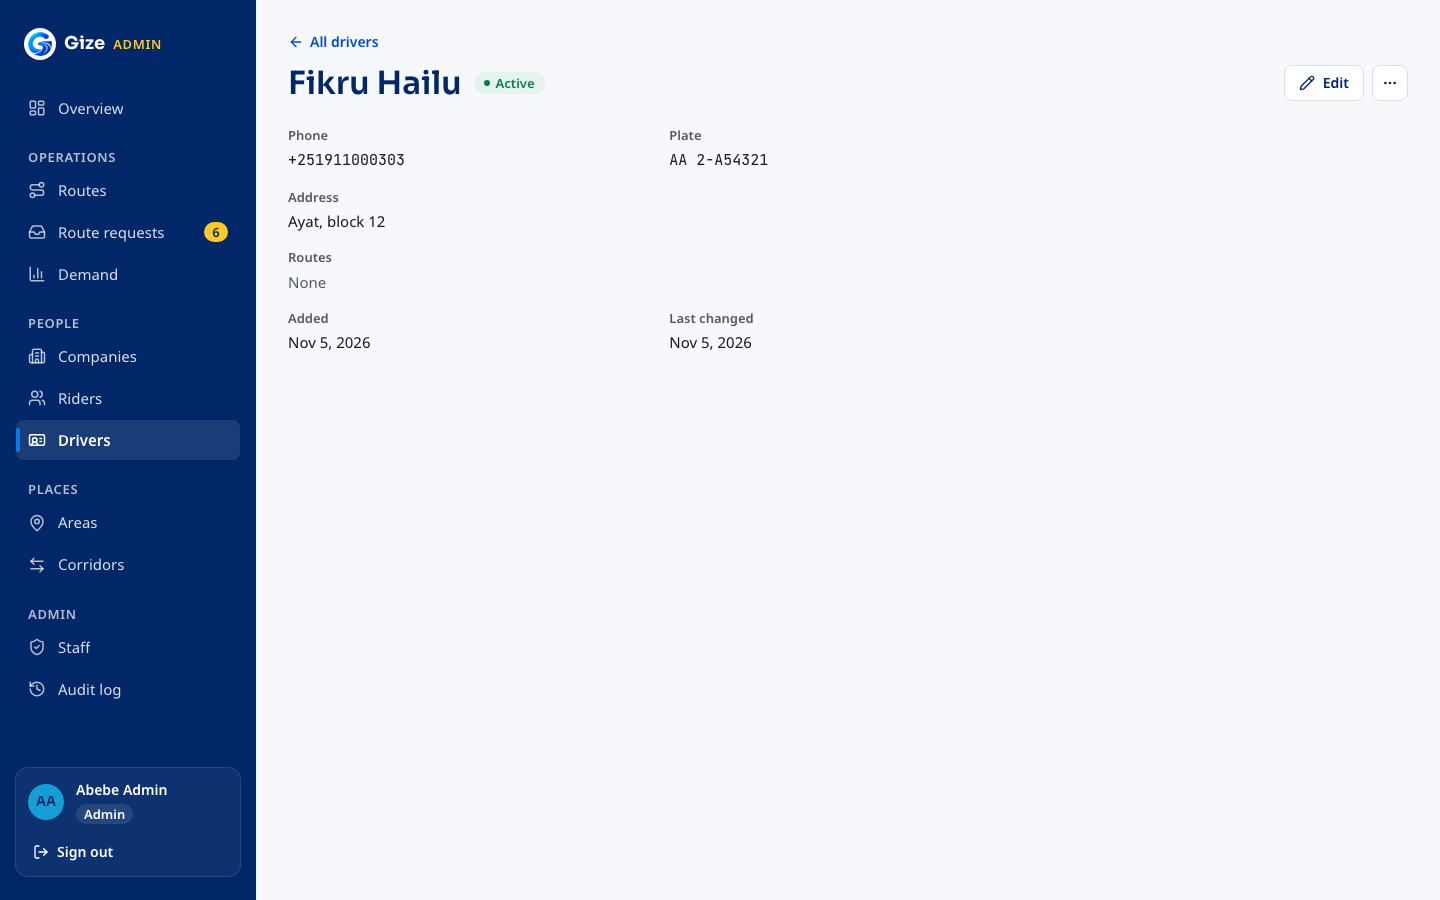 Gize ADMIN
Overview
OPERATIONS
Routes
Route requests 6
Demand
PEOPLE
Companies
Riders
Drivers
PLACES
Areas
Corridors
ADMIN
Staff
Audit log
AA
Abebe Admin
Admin
Sign out
All drivers
Fikru Hailu
Active
Edit
Phone
+251911000303
Plate
AA 2-A54321
Address
Ayat, block 12
Routes
None
Added
Nov 5, 2026
Last changed
Nov 5, 2026